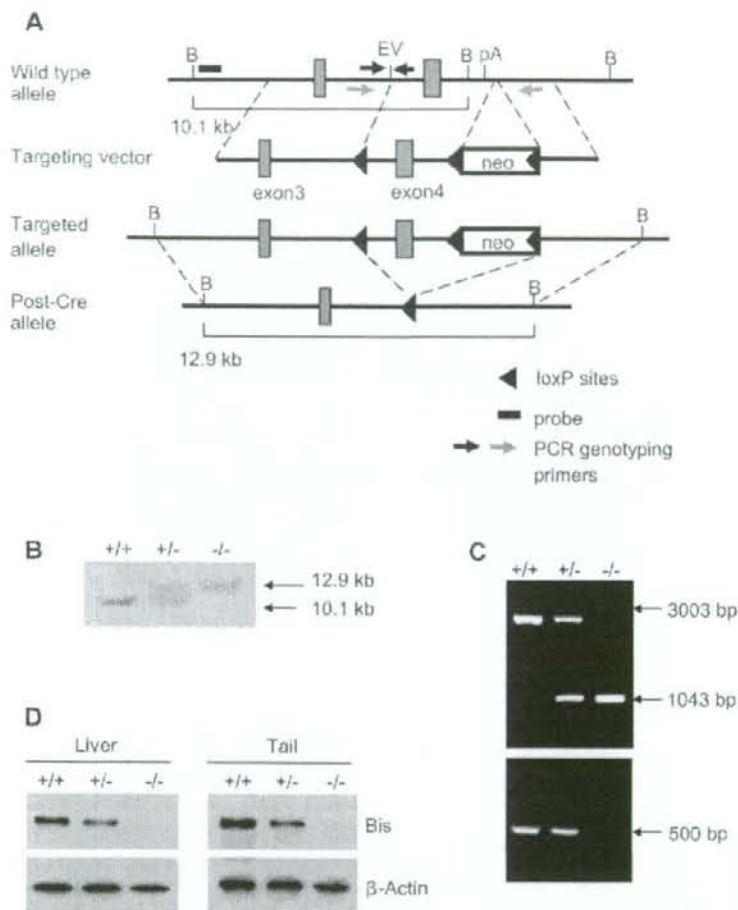 A
Wild type allele
B
EV
B
pA
B
10.1 kb
Targeting vector
neo
exon3
exon4
Targeted allele
B
neo
B
Post-Cre allele
B
B
12.9 kb
loxP sites
probe
PCR genotyping primers
B
+/+ +/- -/-
12.9 kb
10.1 kb
C
+/+ +/- -/-
3003 bp
1043 bp
500 bp
D
Liver
Tail
+/+ +/- -/-
+/+ +/- -/-
Bis
β-Actin